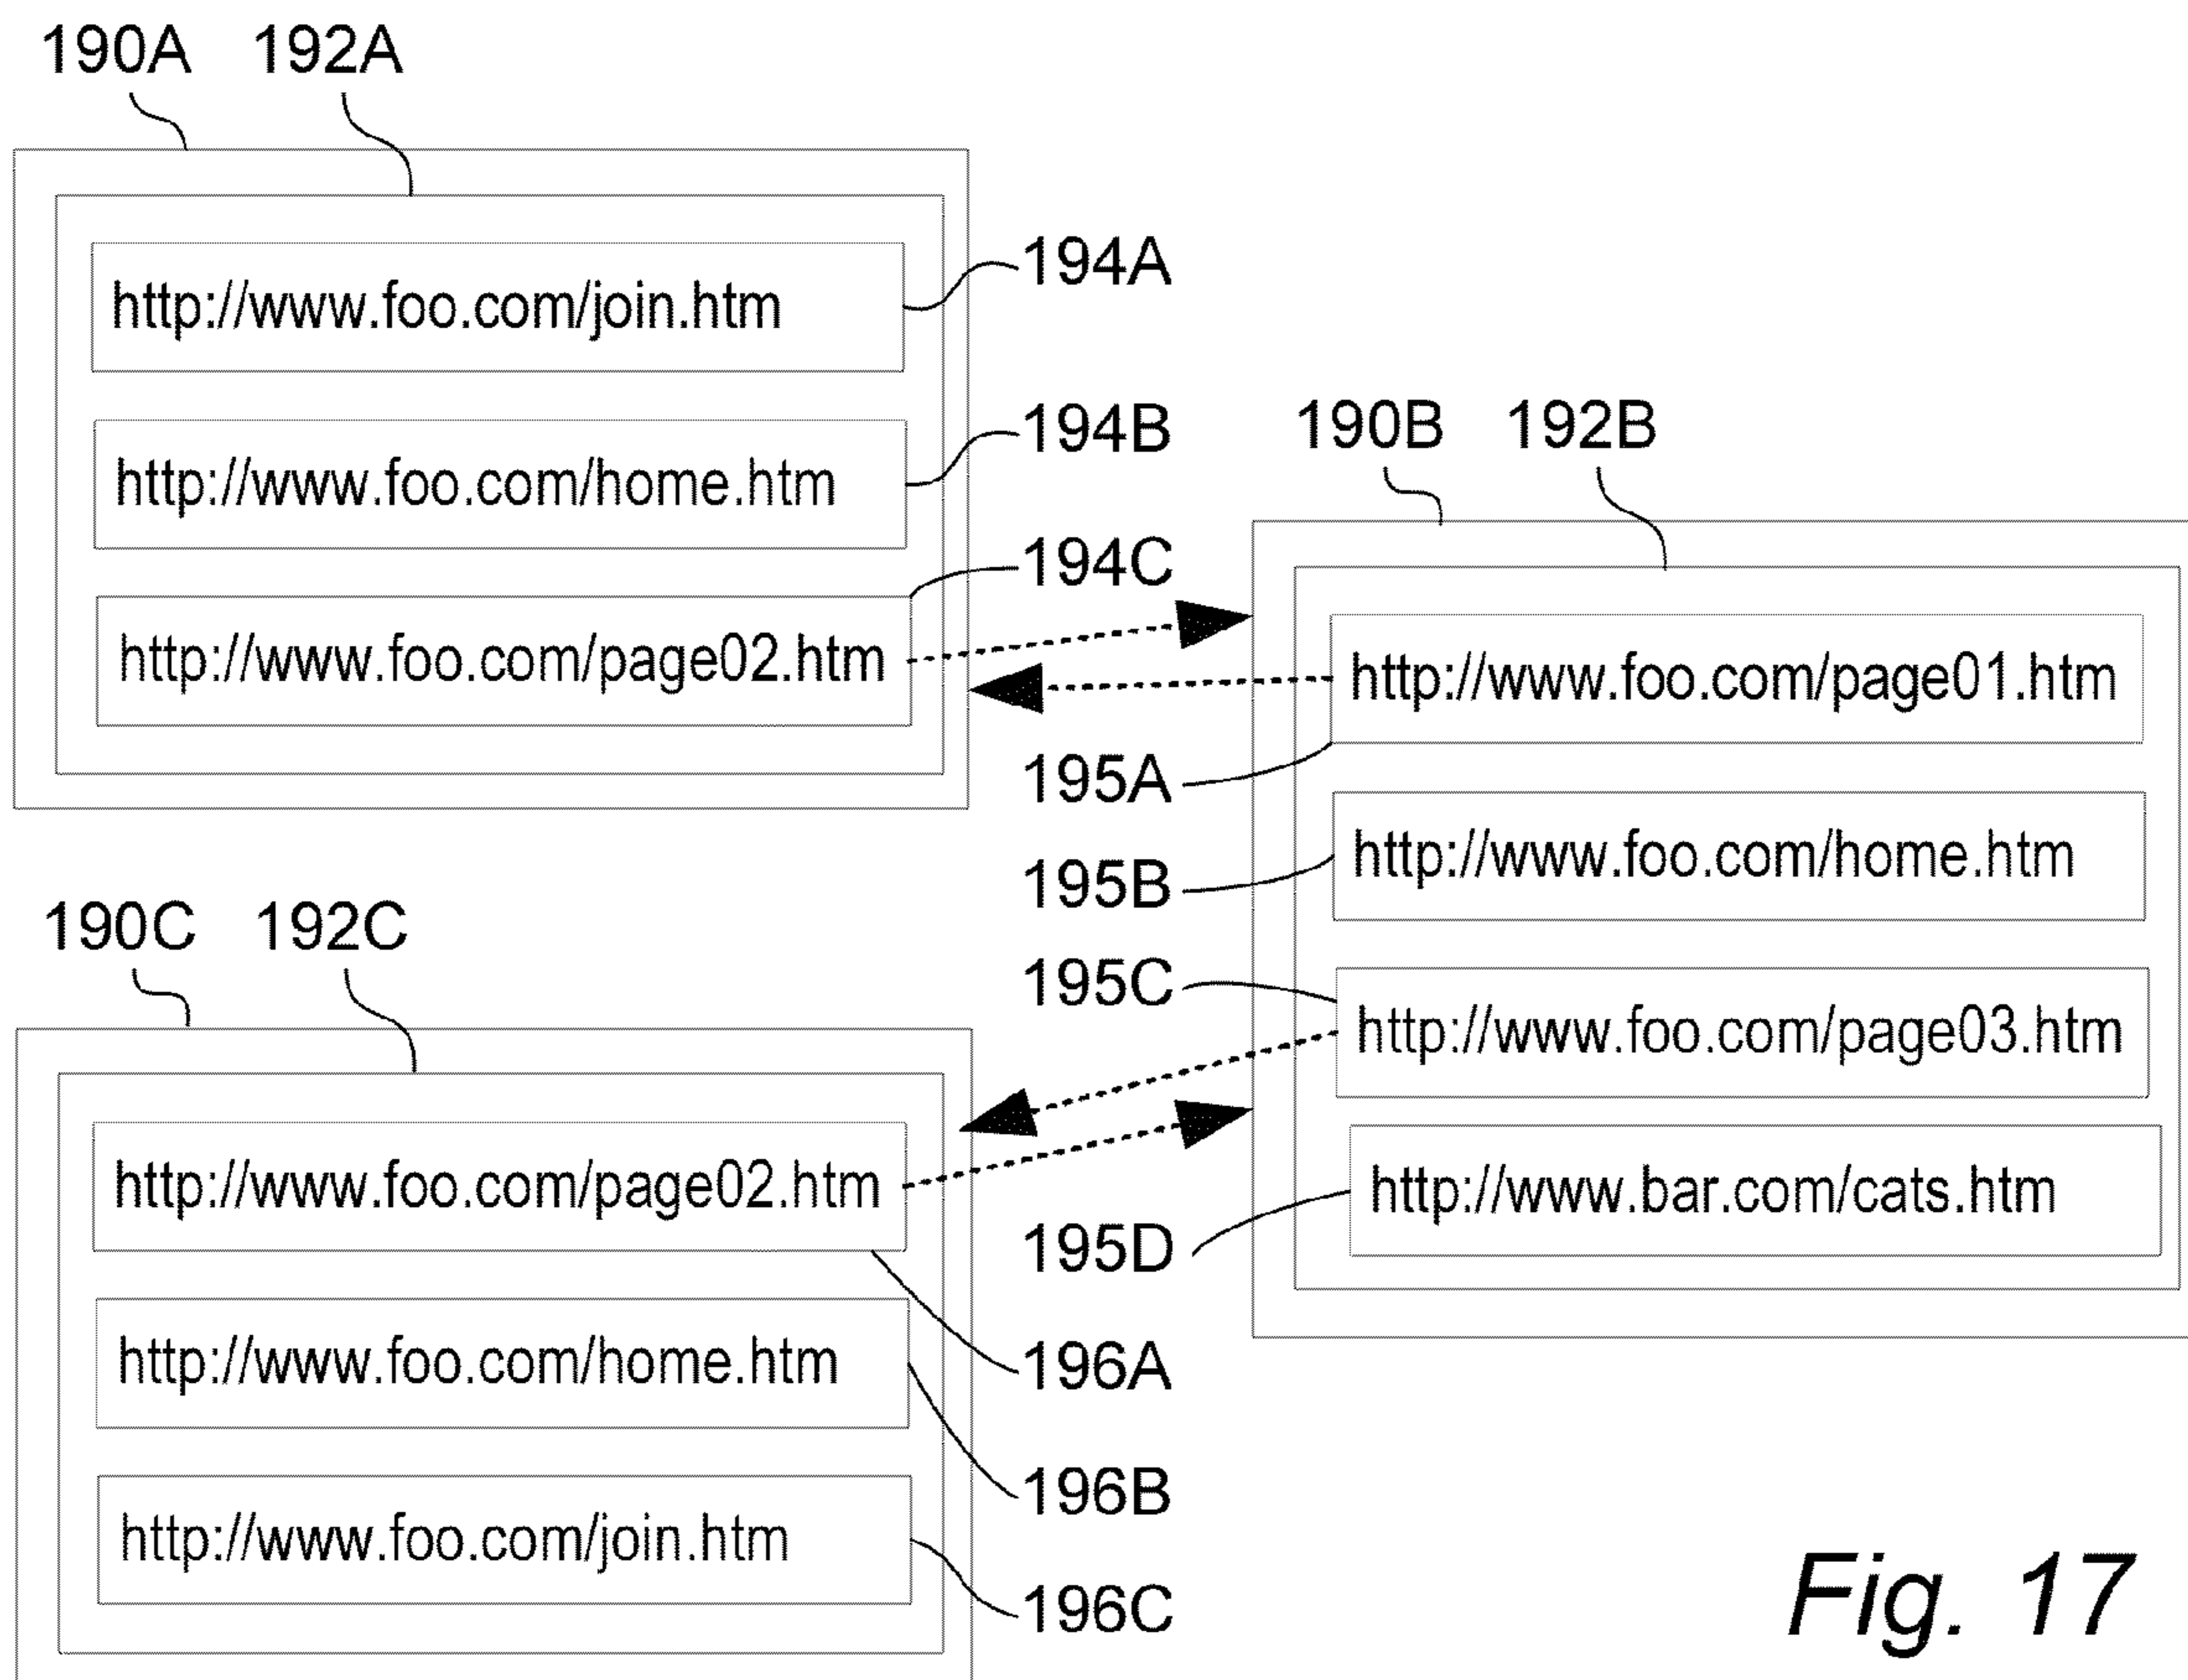 190A 192A
http://www.foo.com/join.htm
194A
http://www.foo.com/home.htm
194B
http://www.foo.com/page02.htm
194C
190B 192B
http://www.foo.com/page01.htm
195A
http://www.foo.com/home.htm
195B
http://www.foo.com/page03.htm
195C
http://www.bar.com/cats.htm
195D
190C 192C
http://www.foo.com/page02.htm
196A
http://www.foo.com/home.htm
196B
http://www.foo.com/join.htm
196C
Fig. 17